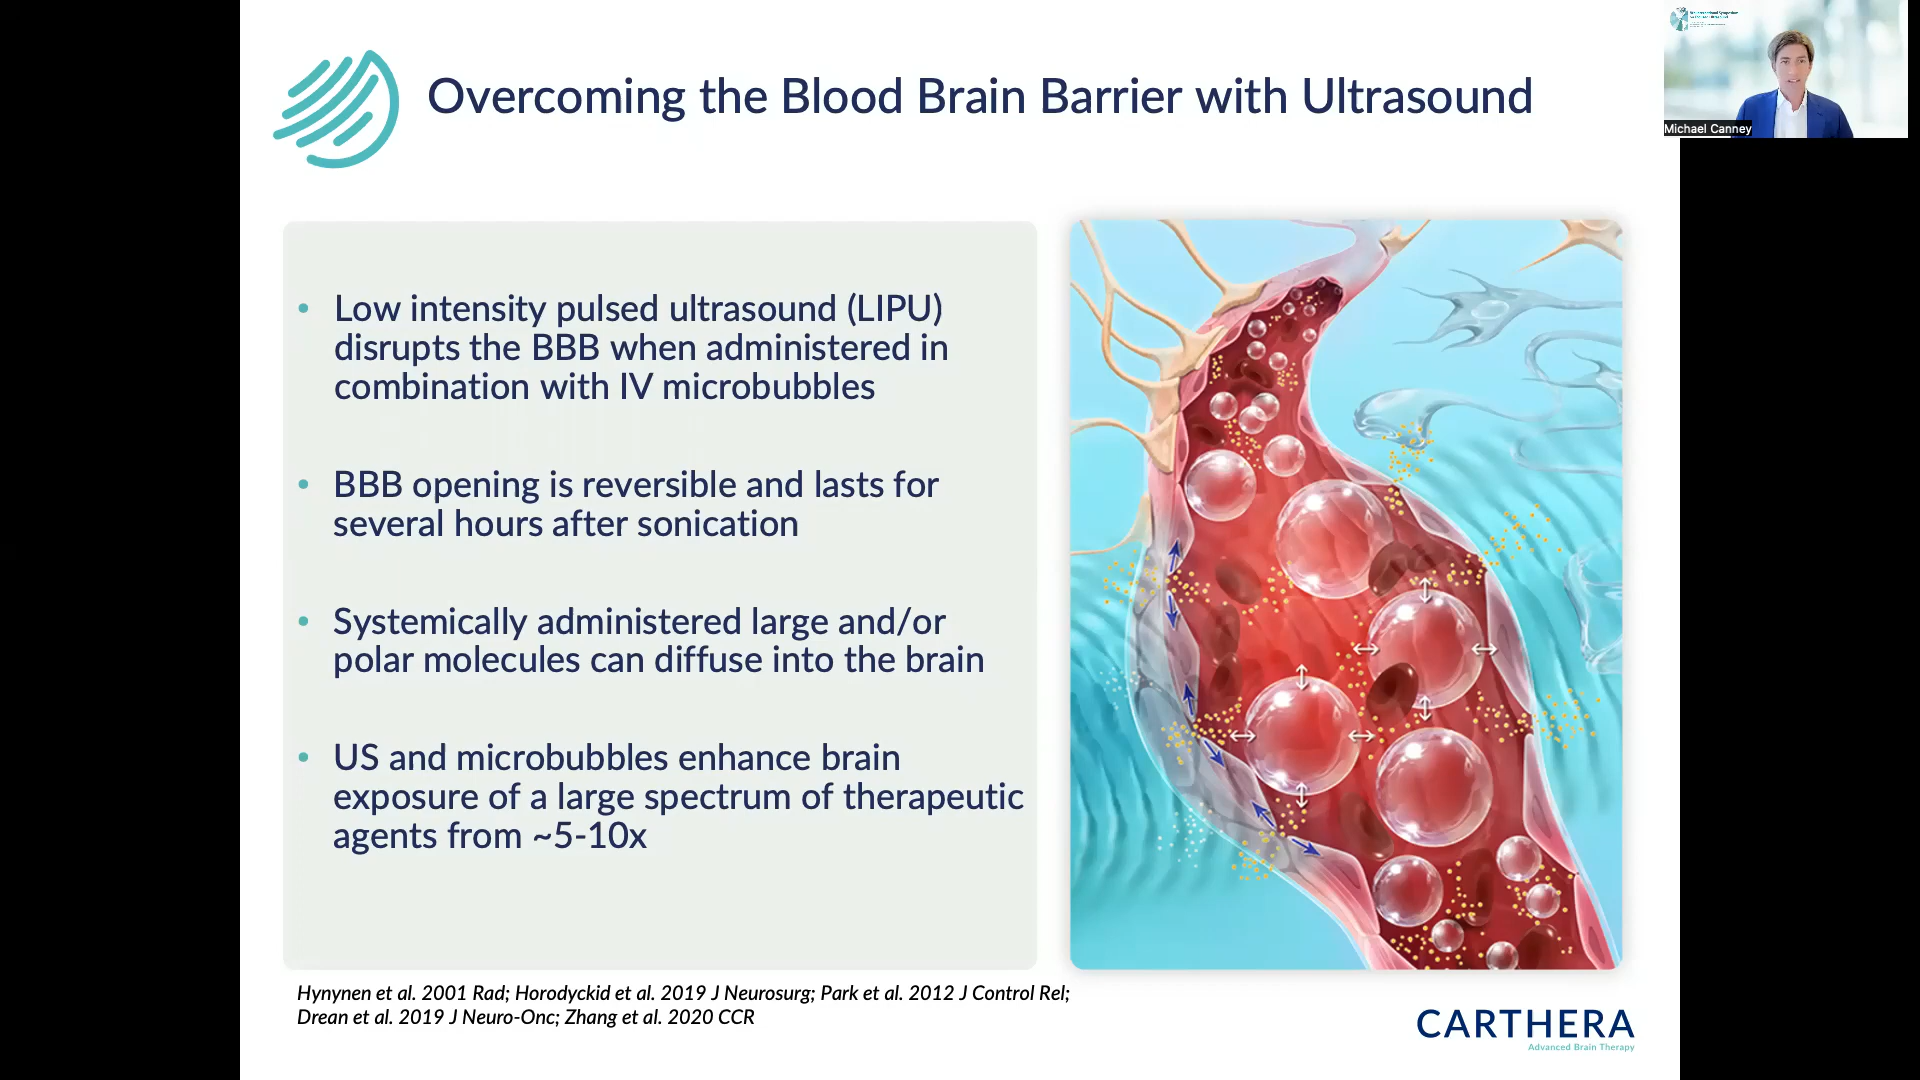 Overcoming the Blood Brain Barrier with Ultrasound
Michael Canney
• Low intensity pulsed ultrasound (LIPU)
disrupts the BBB when administered in
combination with IV microbubbles
• BBB opening is reversible and lasts for
several hours after sonication
• Systemically administered large and/or
polar molecules can diffuse into the brain
• US and microbubbles enhance brain
exposure of a large spectrum of therapeutic
agents from ~5-10x
Hynynen et al. 2001 Rad; Horodyckid et al. 2019 J Neurosurg; Park et al. 2012 J Control Rel;
Drean et al. 2019 J Neuro-Onc; Zhang et al. 2020 CCR
CARTHERA
Advanced Brain Therapy